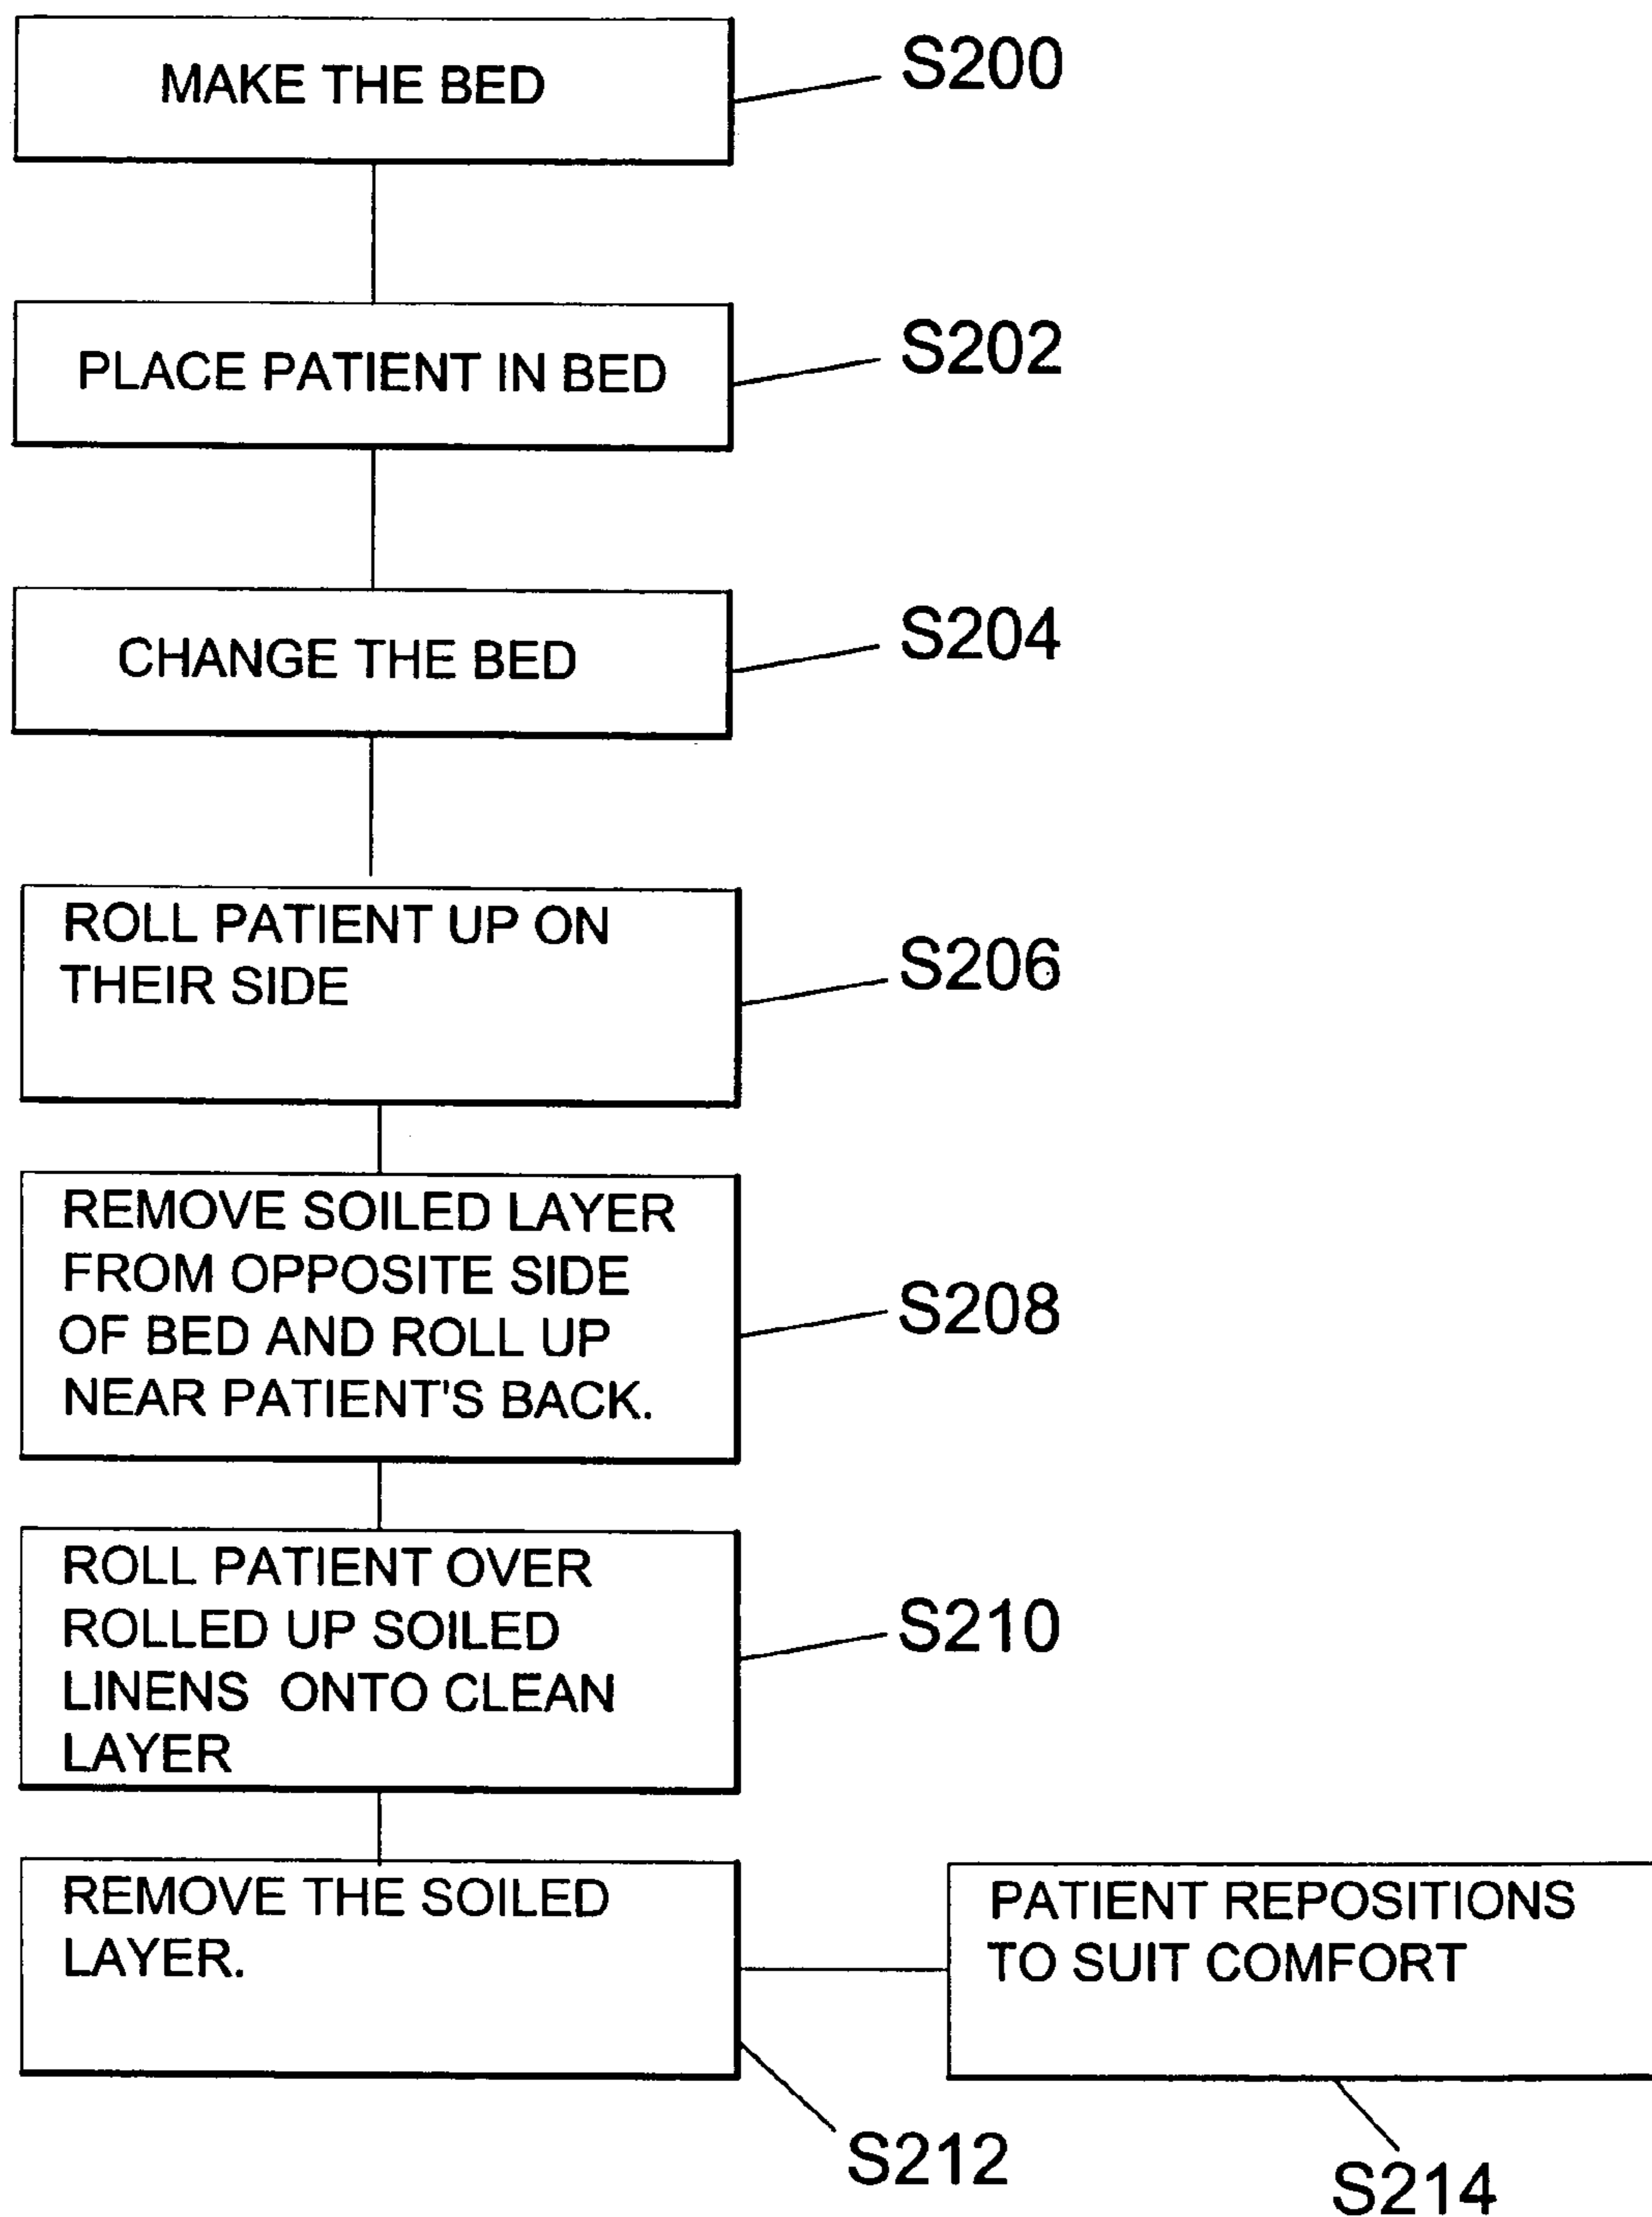 MAKE THE BED
S200
PLACE PATIENT IN BED
S202
CHANGE THE BED
S204
ROLL PATIENT UP ON
THEIR SIDE
S206
REMOVE SOILED LAYER
FROM OPPOSITE SIDE
OF BED AND ROLL UP
NEAR PATIENT'S BACK.
S208
ROLL PATIENT OVER
ROLLED UP SOILED
LINENS ONTO CLEAN
LAYER
S210
REMOVE THE SOILED
LAYER.
S212
PATIENT REPOSITIONS
TO SUIT COMFORT
S214